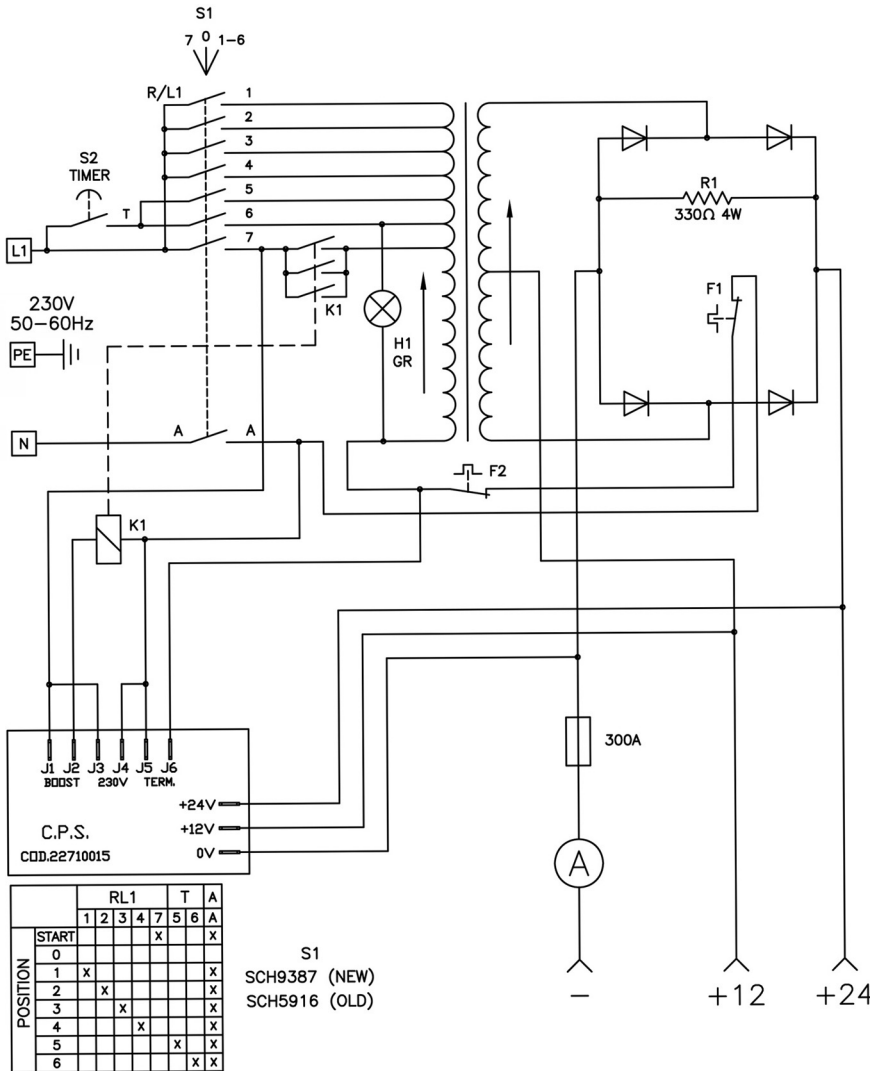 S1
7 0 1-6
R/L1
1
2
3
4
5
6
7
S2
TIMER
T
L1
230V
50-60Hz
PE
K1
H1
GR
R1
330Ω 4W
F1
N
A A
F2
K1
300A
J1 J2 J3 J4 J5 J6
BOOST 230V TERM.
+24V
+12V
0V
C.P.S.
COD.22710015
A
- +12 +24
S1
SCH9387 (NEW)
SCH5916 (OLD)
RL1 T A
1 2 3 4 7 5 6 A
POSITION
START X X
0
1 X X
2 X X
3 X X
4 X X
5 X X
6 X X